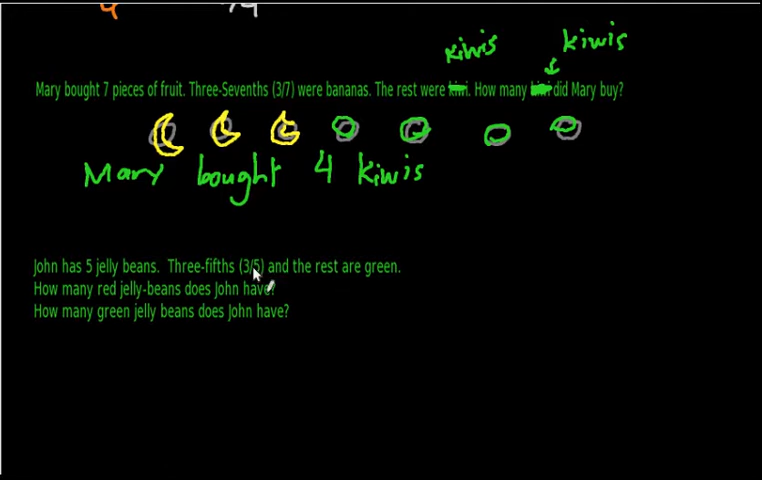 kiwis kiwis
Mary bought 7 pieces of fruit. Three-Sevenths (3/7) were bananas. The rest were kiwi. How many did Mary buy?
Mary bought 4 kiwis
John has 5 jelly beans. Three-fifths (3/5) and the rest are green.
How many red jelly-beans does John have?
How many green jelly beans does John have?